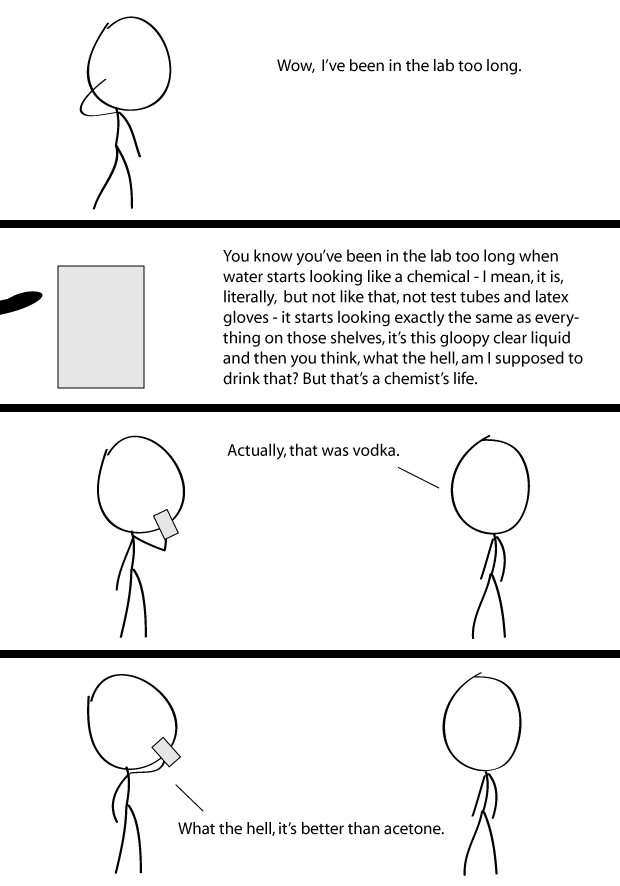 Wow, I've been in the lab too long.
You know you've been in the lab too long when
water starts looking like a chemical - I mean, it is,
literally, but not like that, not test tubes and latex
gloves - it starts looking exactly the same as every-
thing on those shelves, it's this gloopy clear liquid
and then you think, what the hell, am I supposed to
drink that? But that's a chemist's life.
Actually, that was vodka.
What the hell, it's better than acetone.